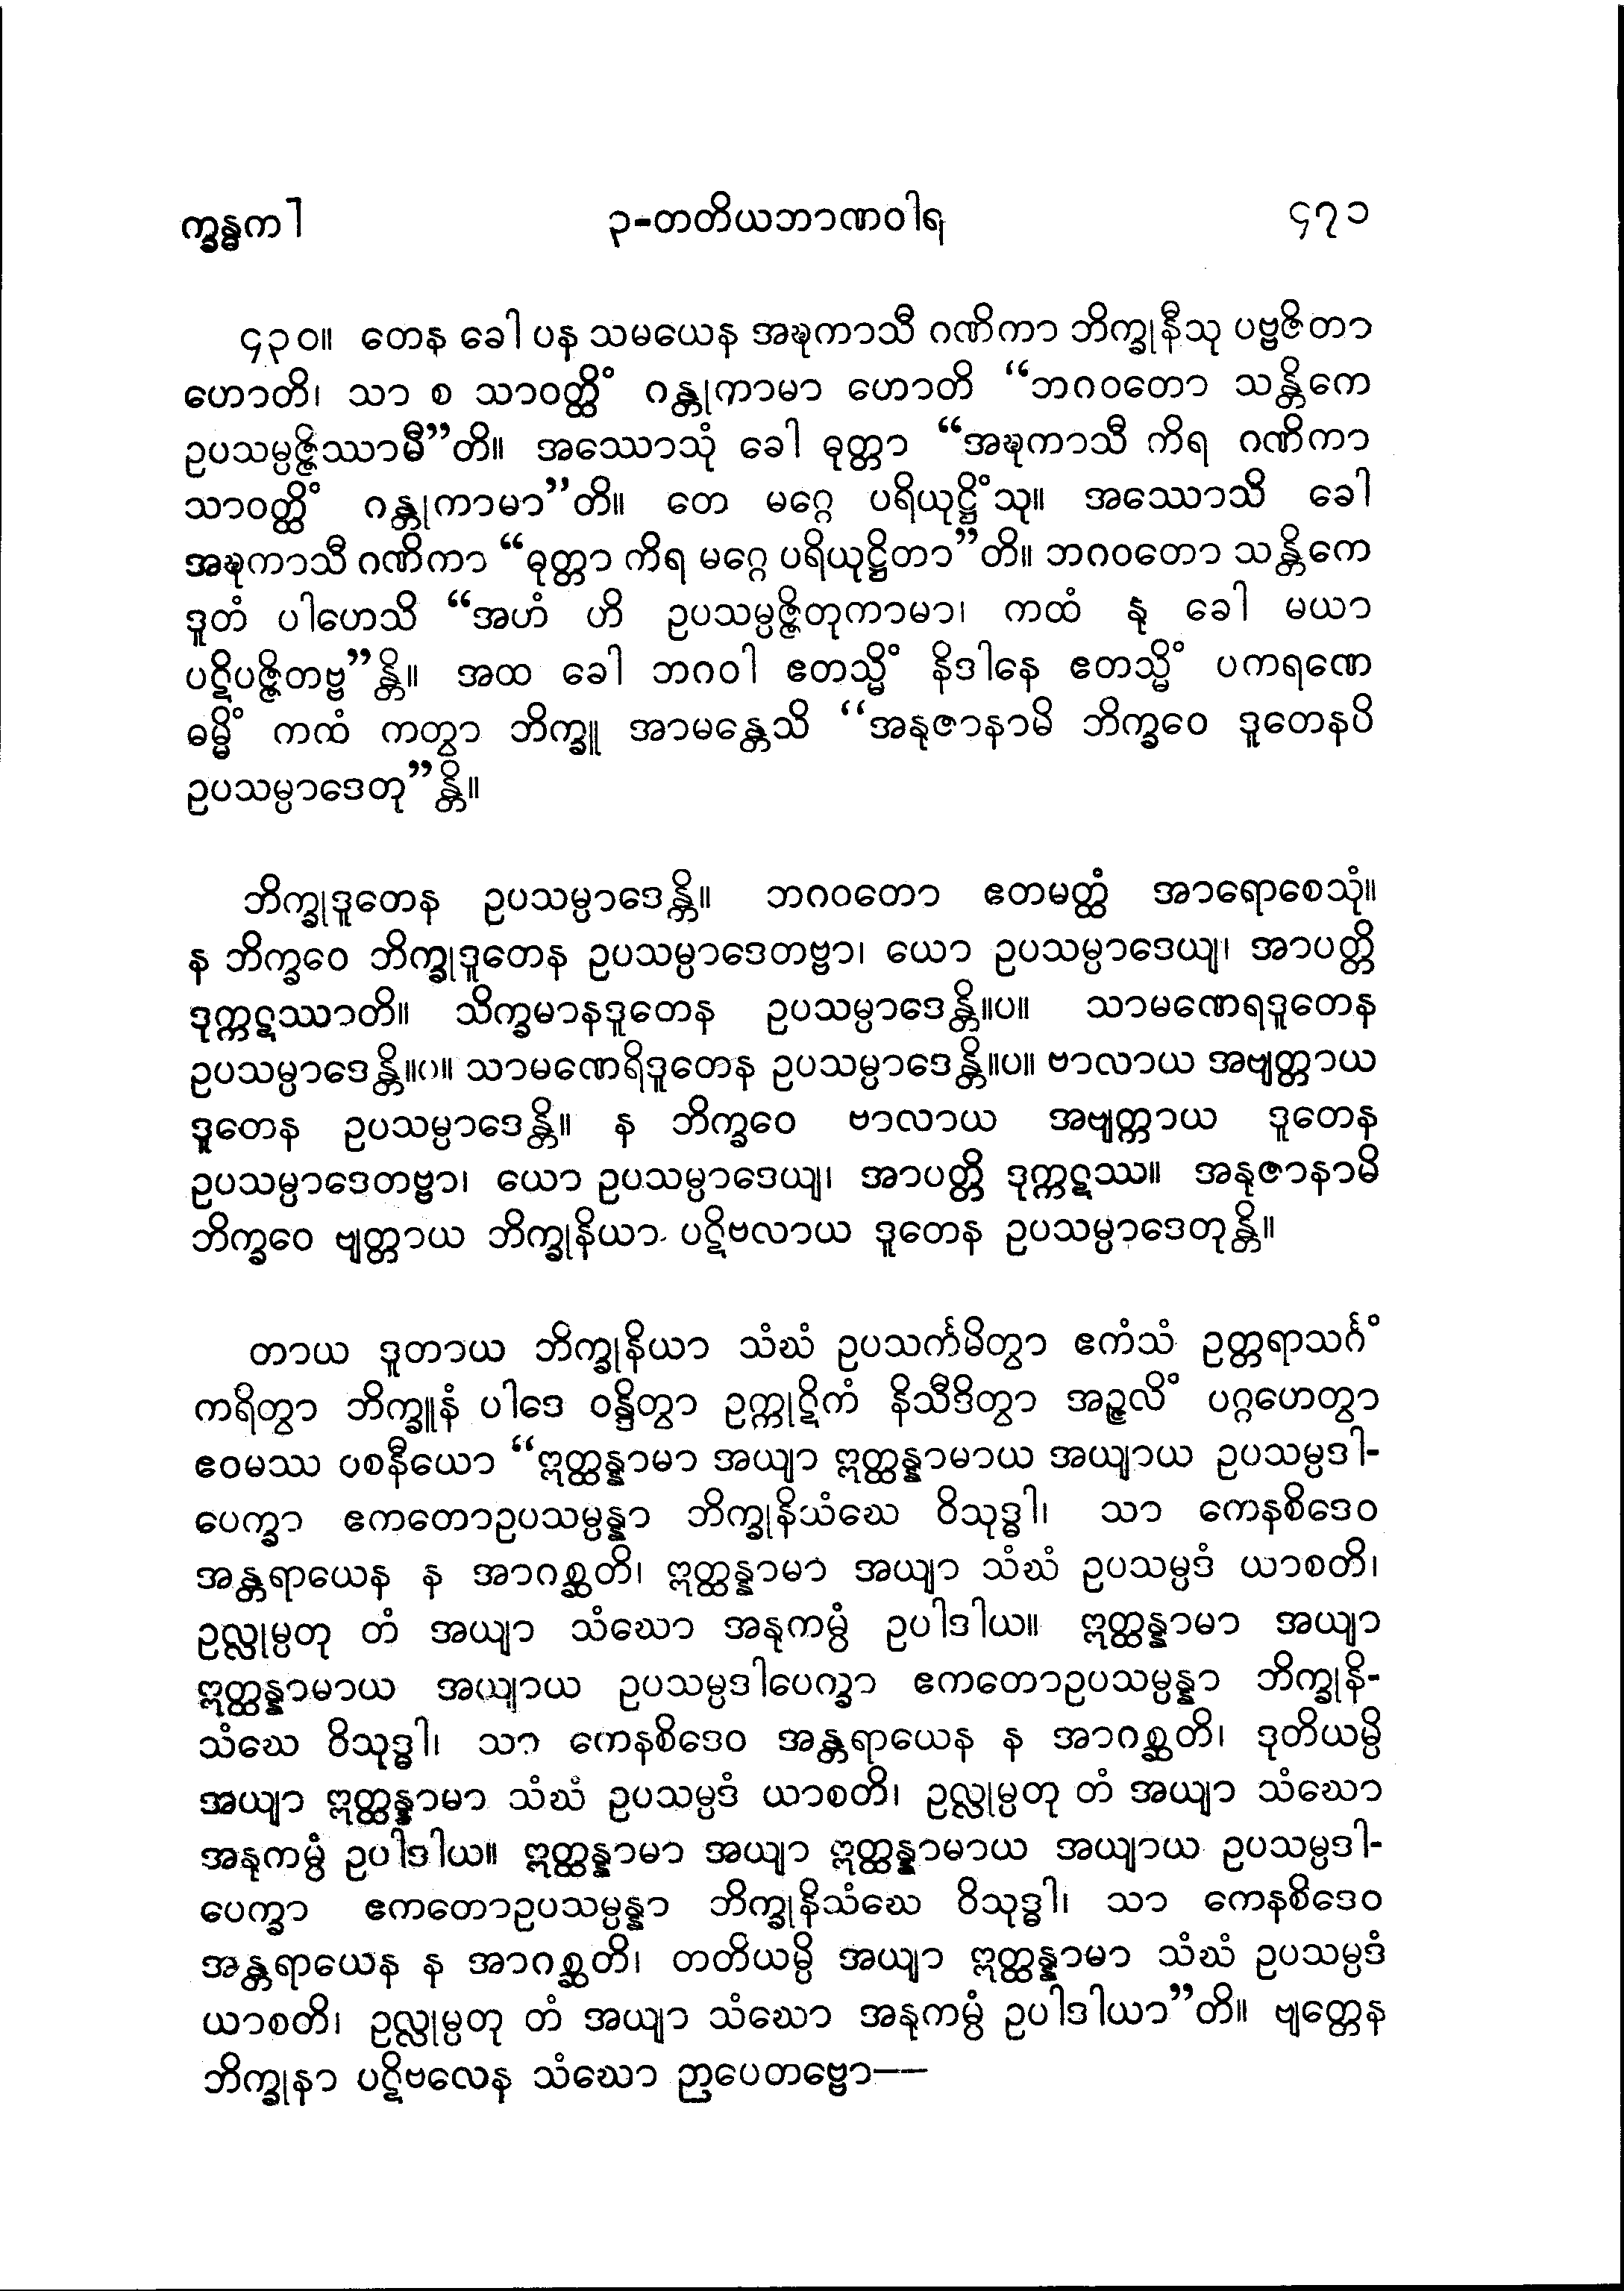 က္ခန္ဓက]
၃-တတိယဘာဏဝါရ
၄၇၁
၄၃၀။ တေန ခေါ ပန သမယေန အဍ္ဎကာသီ ဂဏိကာ ဘိက္ခုနီသု ပဗ္ဗဇိတာ
ဟောတိ၊ သာ စ သာဝတ္ထိံ ဂန္တုကာမာ ဟောတိ “ဘဂဝတော သန္တိကေ
ဥပသမ္ပဇ္ဇိဿာမီ”တိ။ အဿောသုံ ခေါ ဓုတ္တာ “အဍ္ဎကာသီ ကိရ ဂဏိကာ
သာဝတ္ထိံ ဂန္တုကာမာ”တိ။ တေ မဂ္ဂေ ပရိယုဋ္ဌိံသု။ အဿောသိ ခေါ
အဍ္ဎကာသီ ဂဏိကာ “ဓုတ္တာ ကိရ မဂ္ဂေ ပရိယုဋ္ဌိတာ”တိ။ ဘဂဝတော သန္တိကေ
ဒူတံ ပါဟေသိ “အဟံ ဟိ ဥပသမ္ပဇ္ဇိတုကာမာ၊ ကထံ နု ခေါ မယာ
ပဋိပဇ္ဇိတဗ္ဗ”န္တိ။ အထ ခေါ ဘဂဝါ ဧတသ္မိံ နိဒါနေ ဧတသ္မိံ ပကရဏေ
ဓမ္မိံ ကထံ ကတွာ ဘိက္ခူ အာမန္တေသိ “အနုဇာနာမိ ဘိက္ခဝေ ဒူတေနပိ
ဥပသမ္ပာဒေတု”န္တိ။
ဘိက္ခုဒူတေန ဥပသမ္ပာဒေန္တိ။ ဘဂဝတော ဧတမတ္ထံ အာရောစေသုံ။
န ဘိက္ခဝေ ဘိက္ခုဒူတေန ဥပသမ္ပာဒေတဗ္ဗာ၊ ယော ဥပသမ္ပာဒေယျ၊ အာပတ္တိ
ဒုက္ကဋဿာတိ။ သိက္ခမာနဒူတေန ဥပသမ္ပာဒေန္တိ။ပ။ သာမဏေရဒူတေန
ဥပသမ္ပာဒေန္တိ။ပ။ သာမဏေရိဒူတေန ဥပသမ္ပာဒေန္တိ။ပ။ ဗာလာယ အဗျတ္တာယ
ဒူတေန ဥပသမ္ပာဒေန္တိ။ န ဘိက္ခဝေ ဗာလာယ အဗျတ္တာယ ဒူတေန
ဥပသမ္ပာဒေတဗ္ဗာ၊ ယော ဥပသမ္ပာဒေယျ၊ အာပတ္တိ ဒုက္ကဋဿ။ အနုဇာနာမိ
ဘိက္ခဝေ ဗျတ္တာယ ဘိက္ခုနိယာ ပဋိဗလာယ ဒူတေန ဥပသမ္ပာဒေတုန္တိ။
တာယ ဒူတာယ ဘိက္ခုနိယာ သံဃံ ဥပသင်္ကမိတွာ ဧကံသံ ဥတ္တရာသင်္ဂံ
ကရိတွာ ဘိက္ခူနံ ပါဒေ ဝန္ဒိတွာ ဥက္ကုဋိကံ နိသီဒိတွာ အဉ္ဇလိံ ပဂ္ဂဟေတွာ
ဧဝမဿ ဝစနီယော “ဣတ္ထန္နာမာ အယျာ ဣတ္ထန္နာမာယ အယျာယ ဥပသမ္ပဒါ-
ပေက္ခာ ဧကတောဥပသမ္ပန္နာ ဘိက္ခုနိသံဃေ ဝိသုဒ္ဓါ၊ သာ ကေနစိဒေဝ
အန္တရာယေန န အာဂစ္ဆတိ၊ ဣတ္ထန္နာမာ အယျာ သံဃံ ဥပသမ္ပဒံ ယာစတိ၊
ဥလ္လုမ္ပတု တံ အယျာ သံဃော အနုကမ္ပံ ဥပါဒါယ။ ဣတ္ထန္နာမာ အယျာ
ဣတ္ထန္နာမာယ အယျာယ ဥပသမ္ပဒါပေက္ခာ ဧကတောဥပသမ္ပန္နာ ဘိက္ခုနိ-
သံဃေ ဝိသုဒ္ဓါ၊ သာ ကေနစိဒေဝ အန္တရာယေန န အာဂစ္ဆတိ၊ ဒုတိယမ္ပိ
အယျာ ဣတ္ထန္နာမာ သံဃံ ဥပသမ္ပဒံ ယာစတိ၊ ဥလ္လုမ္ပတု တံ အယျာ သံဃော
အနုကမ္ပံ ဥပါဒါယ။ ဣတ္ထန္နာမာ အယျာ ဣတ္ထန္နာမာယ အယျာယ ဥပသမ္ပဒါ-
ပေက္ခာ ဧကတောဥပသမ္ပန္နာ ဘိက္ခုနိသံဃေ ဝိသုဒ္ဓါ၊ သာ ကေနစိဒေဝ
အန္တရာယေန န အာဂစ္ဆတိ၊ တတိယမ္ပိ အယျာ ဣတ္ထန္နာမာ သံဃံ ဥပသမ္ပဒံ
ယာစတိ၊ ဥလ္လုမ္ပတု တံ အယျာ သံဃော အနုကမ္ပံ ဥပါဒါယာ”တိ။ ဗျတ္တေန
ဘိက္ခုနာ ပဋိဗလေန သံဃော ဉာပေတဗ္ဗော——